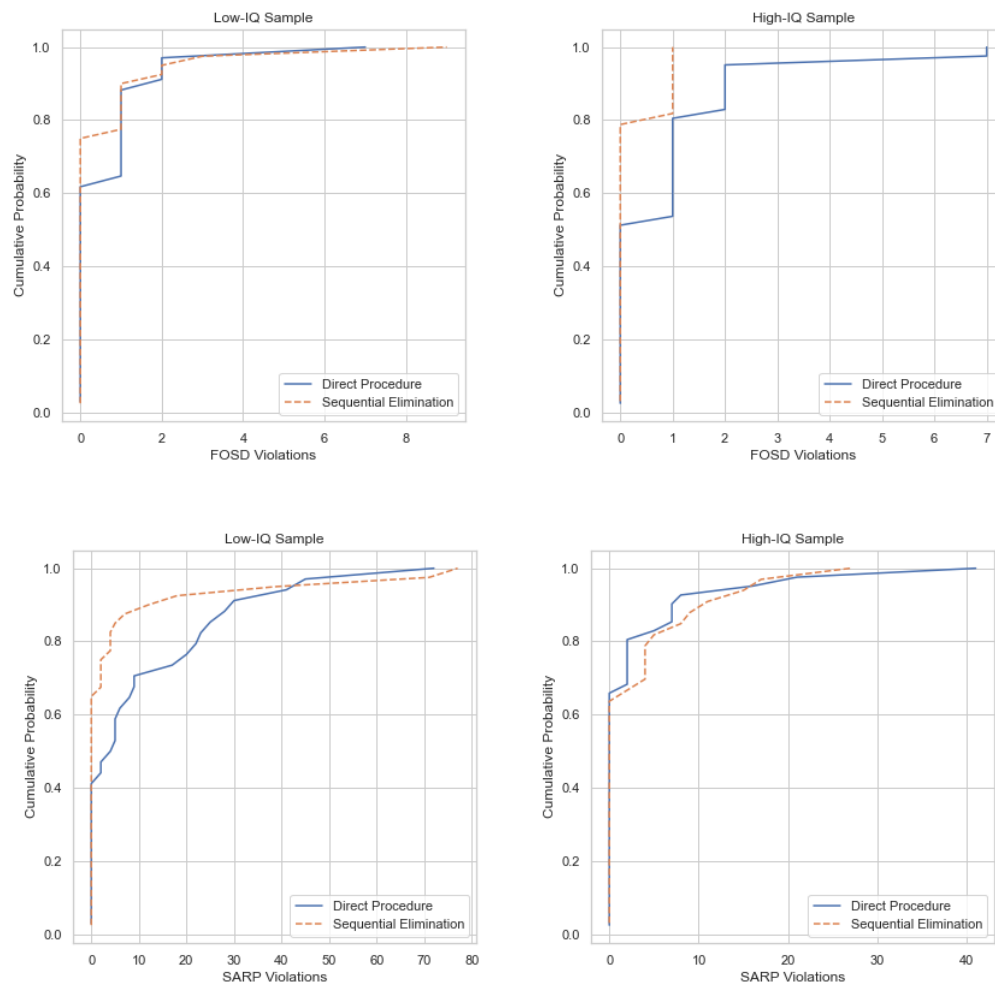 Low-IQ Sample
Cumulative Probability
1.0
0.8
0.6
0.4
0.2
0.0
Direct Procedure
Sequential Elimination
0 2 4 6 8
FOSD Violations
High-IQ Sample
Cumulative Probability
1.0
0.8
0.6
0.4
0.2
0.0
Direct Procedure
Sequential Elimination
0 1 2 3 4 5 6 7
FOSD Violations
Low-IQ Sample
Cumulative Probability
1.0
0.8
0.6
0.4
0.2
0.0
Direct Procedure
Sequential Elimination
0 10 20 30 40 50 60 70 80
SARP Violations
High-IQ Sample
Cumulative Probability
1.0
0.8
0.6
0.4
0.2
0.0
Direct Procedure
Sequential Elimination
0 10 20 30 40
SARP Violations